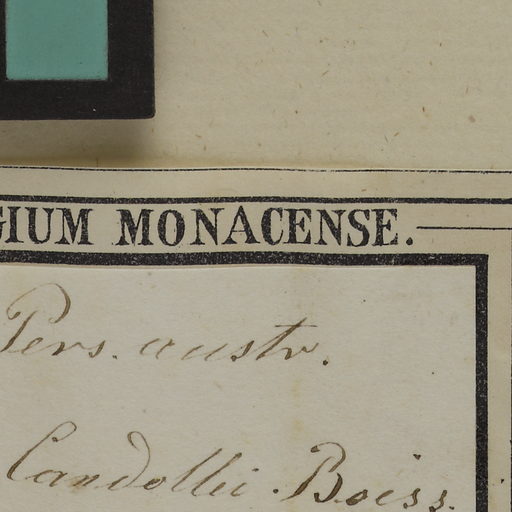 GIUM MONACENSE.
Pers. austr.
Candollii. Boiss.